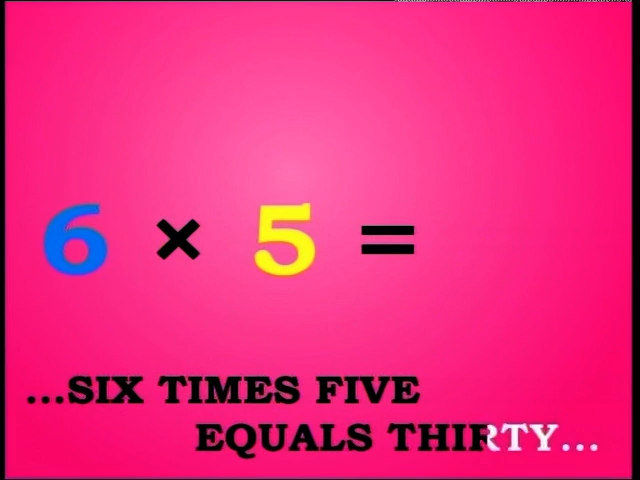 6 × 5 =
...SIX TIMES FIVE
EQUALS THIRTY...